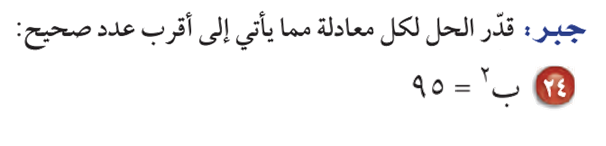 جبر: قدّر الحل لكل معادلة مما يأتي إلى أقرب عدد صحيح:
٢٤ ب٢ = ٩٥